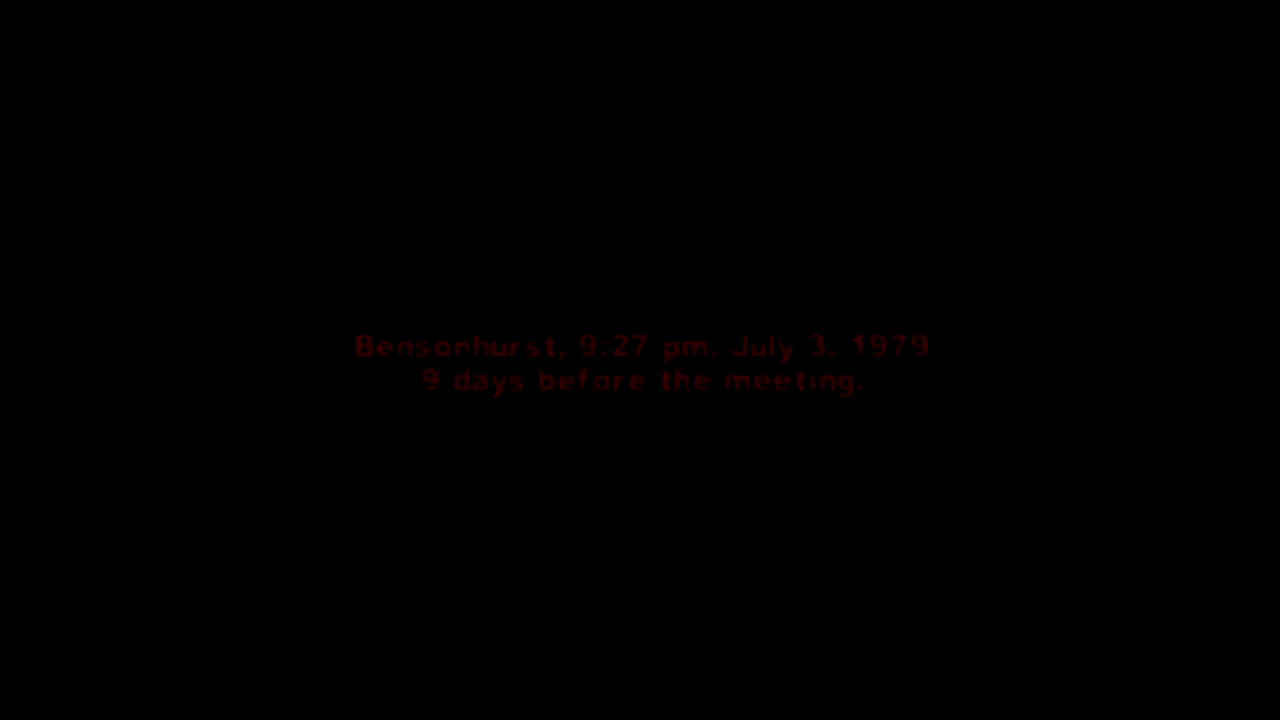 Bensonhurst, 9:27 pm. July 3, 1979
9 days before the meeting.